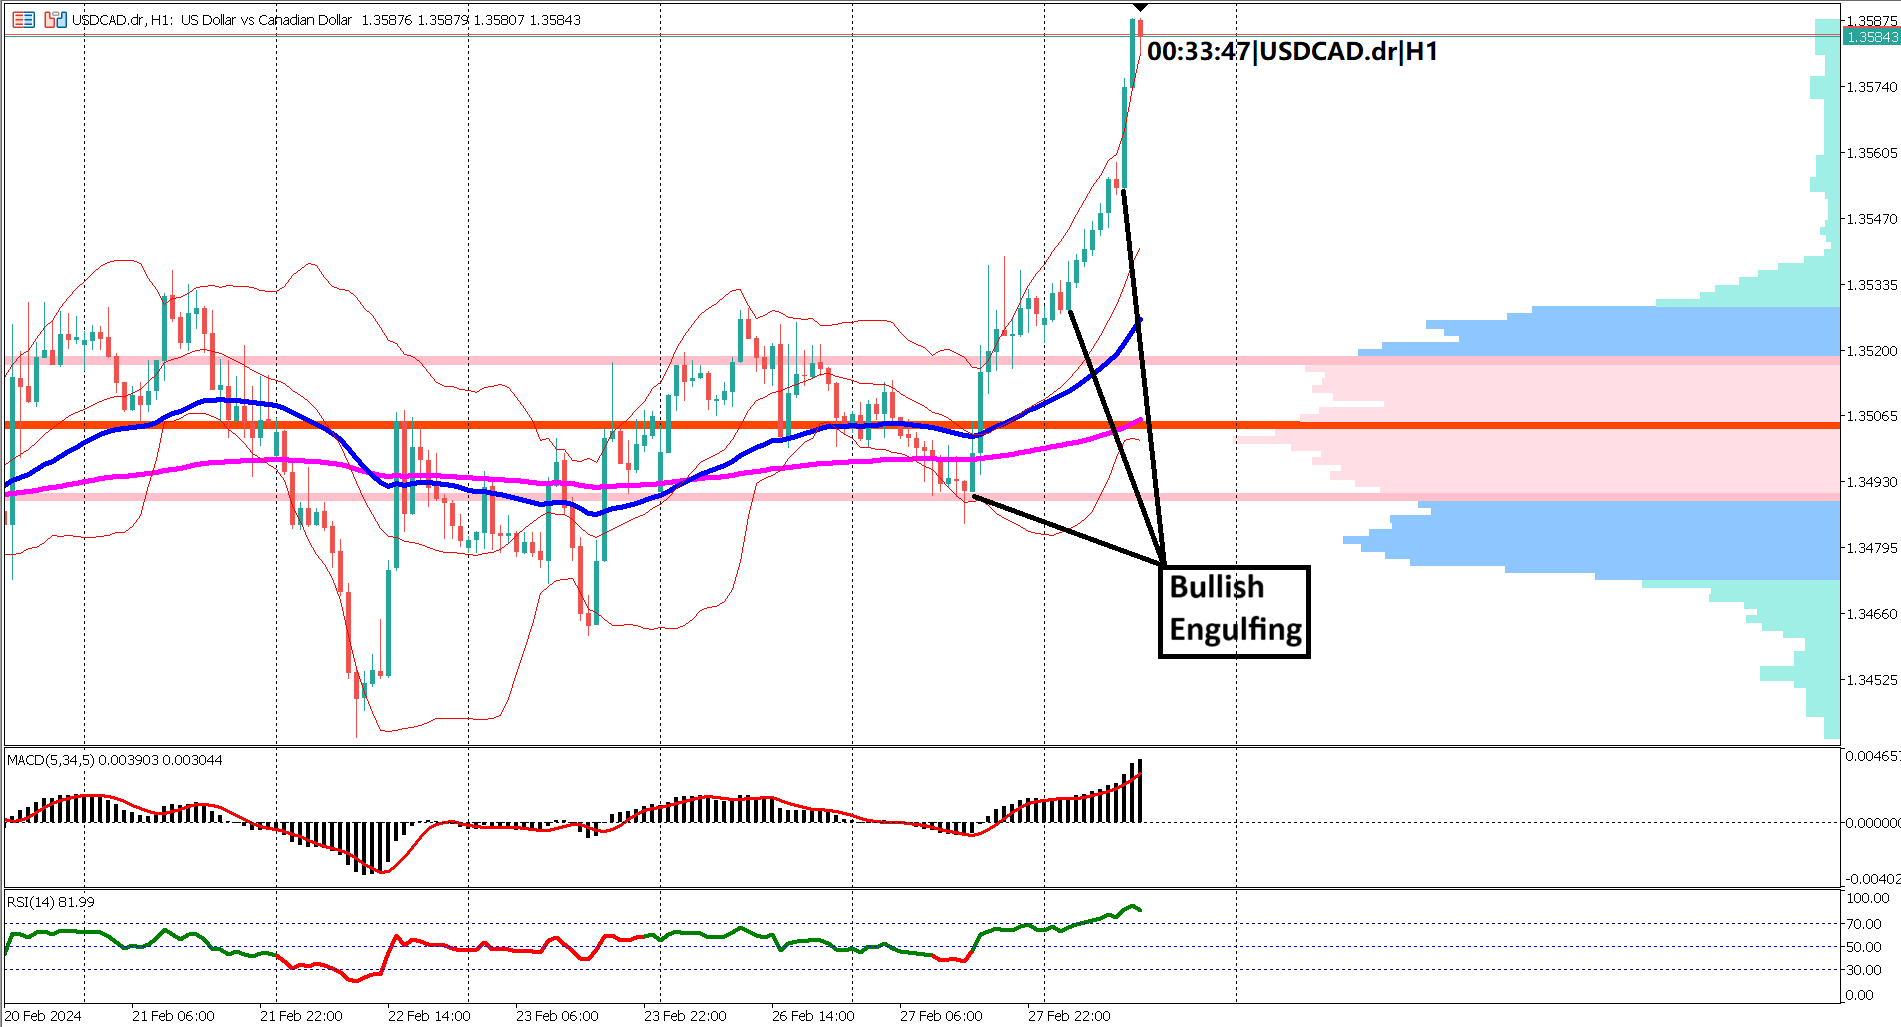 USDCAD.dr, H1: US Dollar vs Canadian Dollar 1.35876 1.35879 1.35807 1.35843
00:33:47|USDCAD.dr|H1
1.35875
1.35843
1.35740
1.35605
1.35470
1.35335
1.35200
1.35065
1.34930
1.34795
1.34660
1.34525
Bullish
Engulfing
MACD(5,34,5) 0.003903 0.003044
0.00465
0.00000
-0.00402
RSI(14) 81.99
100.00
70.00
50.00
30.00
0.00
20 Feb 2024 21 Feb 06:00 21 Feb 22:00 22 Feb 14:00 23 Feb 06:00 23 Feb 22:00 26 Feb 14:00 27 Feb 06:00 27 Feb 22:00